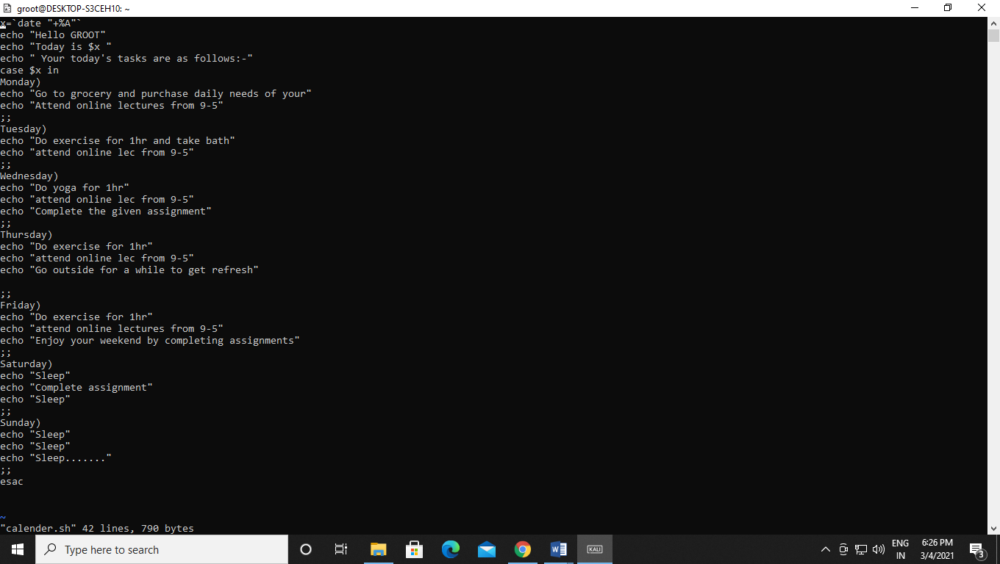 groot@DESKTOP-S3CEH10: ~
x=`date "+%A"`
echo "Hello GROOT"
echo "Today is $x "
echo " Your today's tasks are as follows:-"
case $x in
Monday)
echo "Go to grocery and purchase daily needs of your"
echo "Attend online lectures from 9-5"
;;
Tuesday)
echo "Do exercise for 1hr and take bath"
echo "attend online lec from 9-5"
;;
Wednesday)
echo "Do yoga for 1hr"
echo "attend online lec from 9-5"
echo "Complete the given assignment"
;;
Thursday)
echo "Do exercise for 1hr"
echo "attend online lec from 9-5"
echo "Go outside for a while to get refresh"

;;
Friday)
echo "Do exercise for 1hr"
echo "attend online lectures from 9-5"
echo "Enjoy your weekend by completing assignments"
;;
Saturday)
echo "Sleep"
echo "Complete assignment"
echo "Sleep"
;;
Sunday)
echo "Sleep"
echo "Sleep"
echo "Sleep......."
;;
esac
~
"calender.sh" 42 lines, 790 bytes
Type here to search
KALI
ENG
IN
6:26 PM
3/4/2021
3